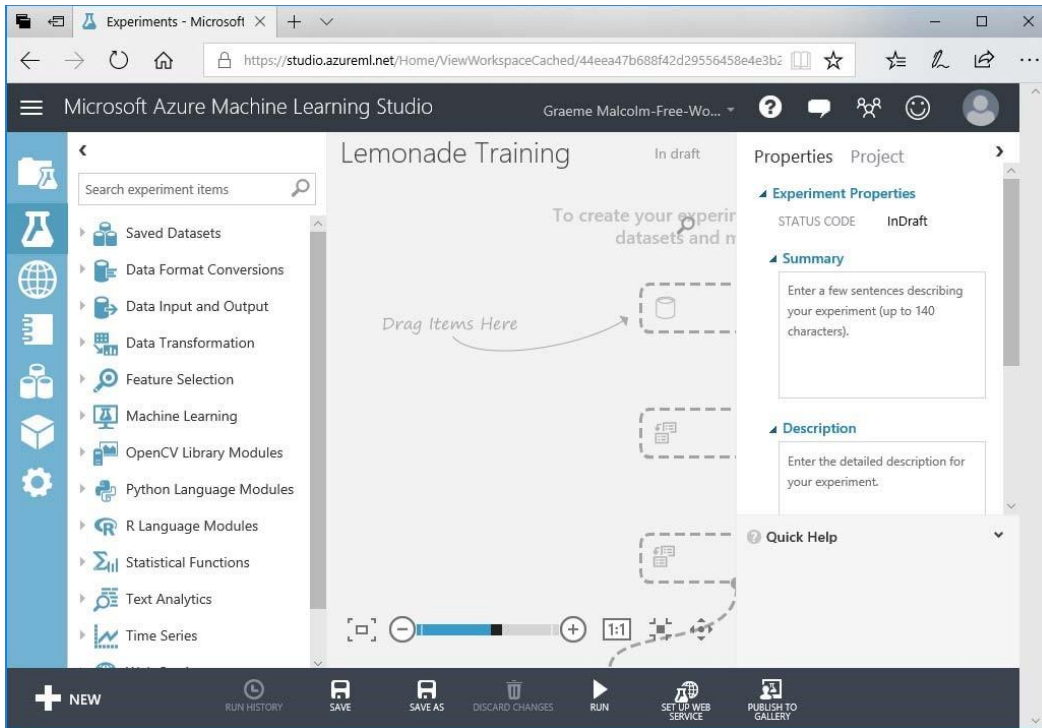 Experiments - Microsoft
https://studio.azureml.net/Home/ViewWorkspaceCached/44eea47b688f42d29556458e4e3b2
Microsoft Azure Machine Learning Studio
Graeme Malcolm-Free-Wo...
Search experiment items
Saved Datasets
Data Format Conversions
Data Input and Output
Data Transformation
Feature Selection
Machine Learning
OpenCV Library Modules
Python Language Modules
R Language Modules
Statistical Functions
Text Analytics
Time Series
Lemonade Training
In draft
To create your experir
datasets and m
Drag Items Here
1:1
Properties Project
Experiment Properties
STATUS CODE InDraft
Summary
Enter a few sentences describing
your experiment (up to 140
characters).
Description
Enter the detailed description for
your experiment.
Quick Help
NEW
RUN HISTORY
SAVE
SAVE AS
DISCARD CHANGES
RUN
SET UP WEB
SERVICE
PUBLISH TO
GALLERY